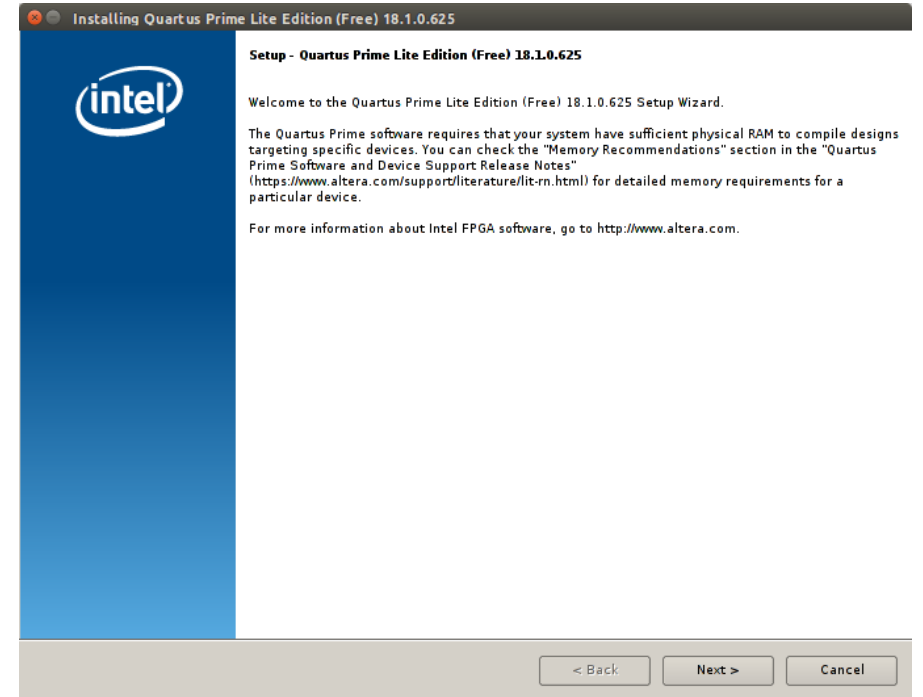 Installing Quartus Prime Lite Edition (Free) 18.1.0.625
Setup - Quartus Prime Lite Edition (Free) 18.1.0.625
intel
Welcome to the Quartus Prime Lite Edition (Free) 18.1.0.625 Setup Wizard.
The Quartus Prime software requires that your system have sufficient physical RAM to compile designs
targeting specific devices. You can check the "Memory Recommendations" section in the "Quartus
Prime Software and Device Support Release Notes"
(https://www.altera.com/support/literature/lit-rn.html) for detailed memory requirements for a
particular device.
For more information about Intel FPGA software, go to http://www.altera.com.
< Back Next > Cancel